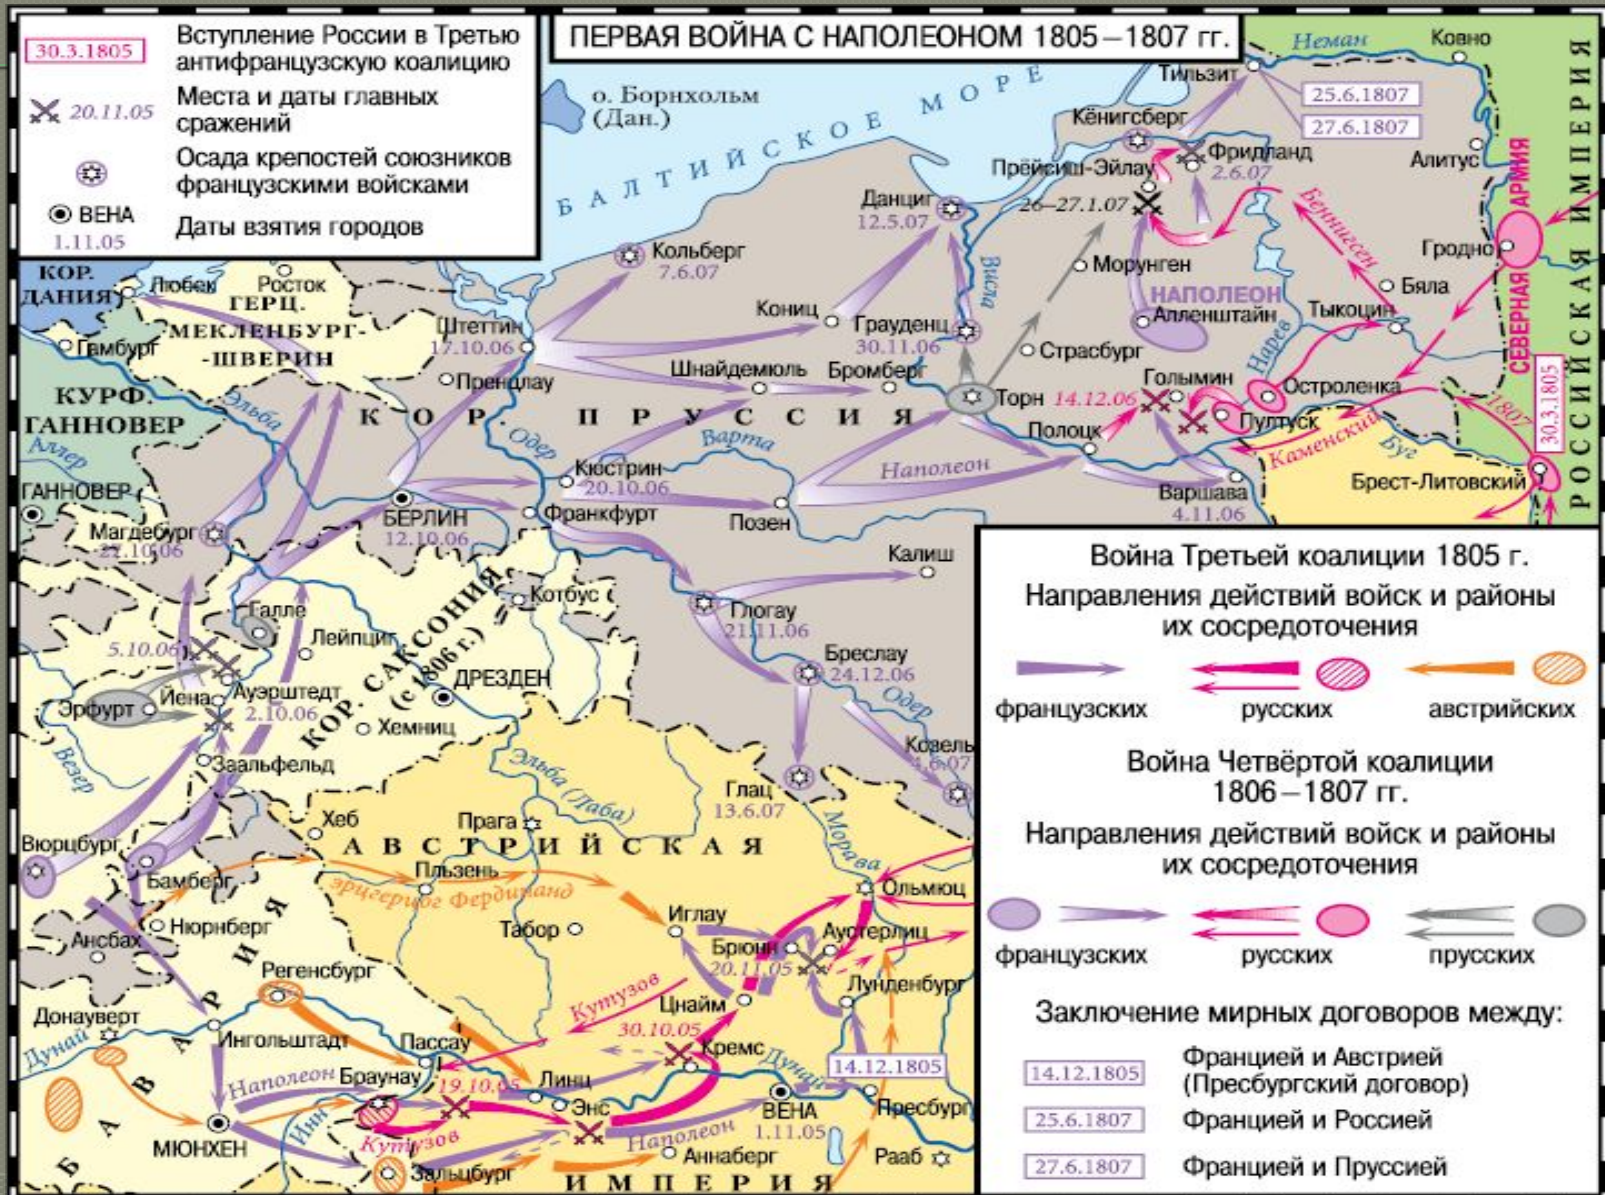 ПЕРВАЯ ВОЙНА С НАПОЛЕОНОМ 1805–1807 гг.
30.3.1805
Вступление России в Третью
антифранцузскую коалицию
20.11.05
Места и даты главных
сражений
Осада крепостей союзников
французскими войсками
ВЕНА
1.11.05
Даты взятия городов
о. Борнхольм
(Дан.)
БАЛТИЙСКОЕ МОРЕ
Неман
Ковно
Тильзит
25.6.1807
27.6.1807
Кёнигсберг
Алитус
Прёйсиш-Эйлау
Фридланд
2.6.07
26–27.1.07
Данциг
12.5.07
Беннигсен
СЕВЕРНАЯ АРМИЯ
РОССИЙСКАЯ ИМПЕРИЯ
Гродно
Кольберг
7.6.07
Висла
Морунген
Бяла
КОР.
ДАНИЯ
Любек
Росток
ГЕРЦ.
МЕКЛЕНБУРГ-
-ШВЕРИН
НАПОЛЕОН
Алленштайн
Тыкоцин
Кониц
Грауденц
30.11.06
Штеттин
17.10.06
Гамбург
Нарев
Страсбург
Пренцлау
Шнайдемюль
Бромберг
Голымин
Остроленка
КУРФ.
ГАННОВЕР
Эльба
Торн
14.12.06
1807
30.3.1805
КОР. ПРУССИЯ
Пултуск
Полоцк
Каменский
Буг
Одер
Варта
Аллер
Наполеон
Кюстрин
20.10.06
Варшава
4.11.06
Брест-Литовский
ГАННОВЕР
БЕРЛИН
12.10.06
Франкфурт
Позен
Магдебург
27.10.06
Калиш
Котбус
Глогау
21.11.06
Галле
Лейпциг
5.10.06
КОР. САКСОНИЯ
(с 1806 г.)
Бреслау
24.12.06
ДРЕЗДЕН
Одер
Эрфурт
Йена
Ауэрштедт
2.10.06
Хемниц
Козель
4.6.07
Везер
Заальфельд
Эльба (Лаба)
Глац
13.6.07
Хеб
Прага
Морава
Вюрцбург
АВСТРИЙСКАЯ
Бамберг
Пльзень
эрцгерцог Фердинанд
Ольмюц
Нюрнберг
Ансбах
Табор
Иглау
Брюнн
20.11.05
Аустерлиц
Регенсбург
Кутузов
Цнайм
Лунденбург
Донауверт
30.10.05
Дунай
Ингольштадт
Пассау
Кремс
Дунай
14.12.1805
Наполеон
Браунау
19.10.05
Линц
БАВАРИЯ
Энс
ВЕНА
1.11.05
Пресбург
МЮНХЕН
Инн
Кутузов
Наполеон
Зальцбург
Аннаберг
Рааб
ИМПЕРИЯ
Война Третьей коалиции 1805 г.
Направления действий войск и районы
их сосредоточения
французских
русских
австрийских
Война Четвёртой коалиции
1806–1807 гг.
Направления действий войск и районы
их сосредоточения
французских
русских
прусских
Заключение мирных договоров между:
14.12.1805
Францией и Австрией
(Пресбургский договор)
25.6.1807
Францией и Россией
27.6.1807
Францией и Пруссией